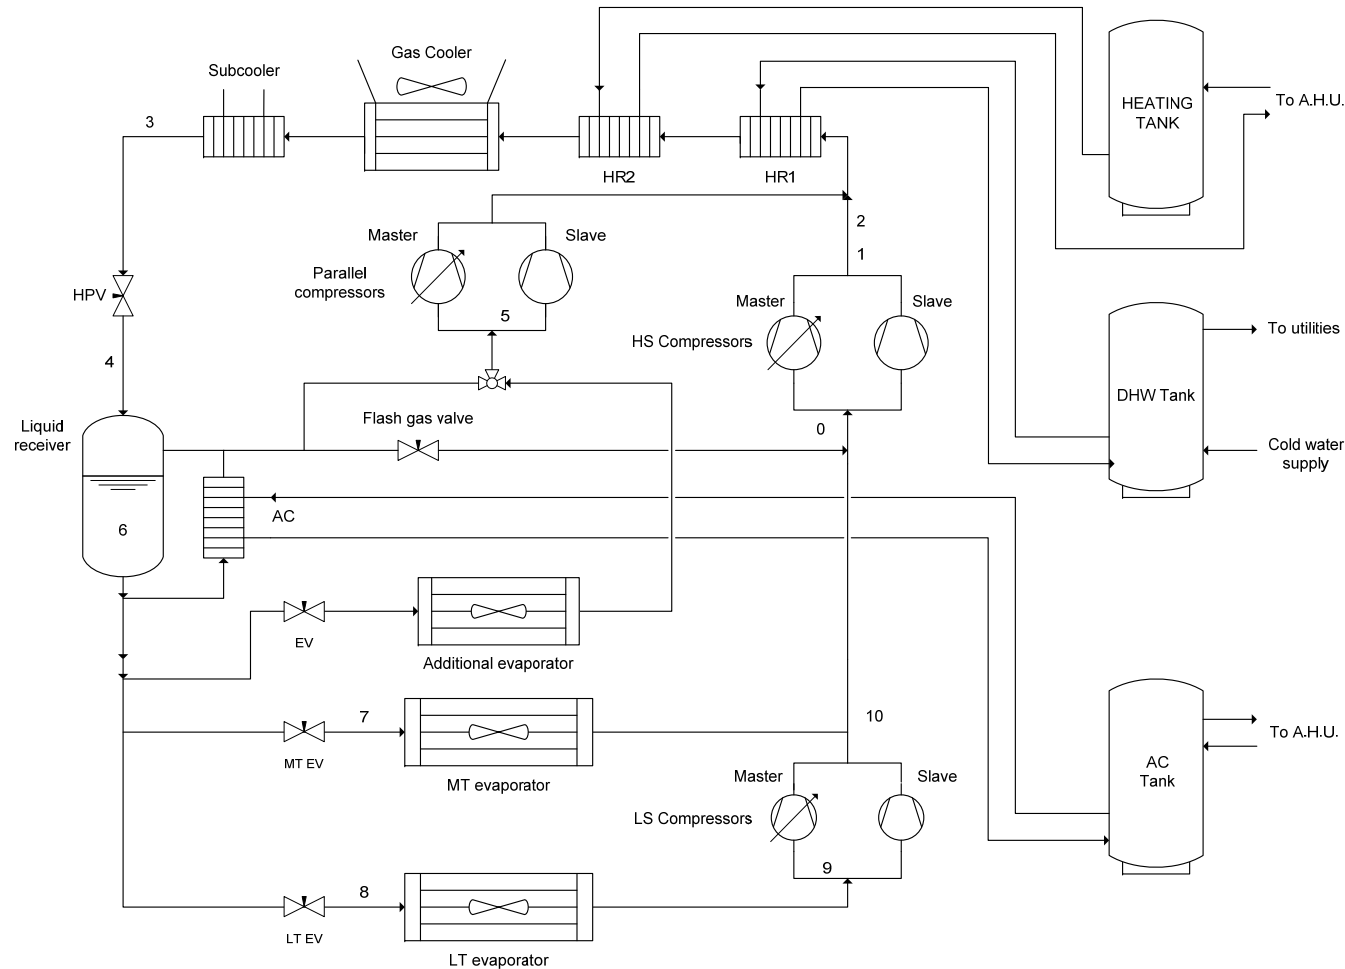 Gas Cooler
Subcooler
3
HR2
HR1
HEATING
TANK
To A.H.U.
2
1
Master
Slave
Parallel
compressors
5
HPV
4
Master
Slave
HS Compressors
0
To utilities
DHW Tank
Cold water
supply
Liquid
receiver
Flash gas valve
6
AC
EV
Additional evaporator
7
MT EV
MT evaporator
10
Master
Slave
LS Compressors
9
AC
Tank
To A.H.U.
8
LT EV
LT evaporator